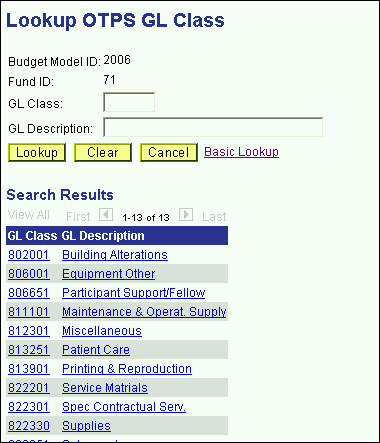 Lookup OTPS GL Class
Budget Model ID: 2006
Fund ID: 71
GL Class:
GL Description:
Lookup Clear Cancel Basic Lookup
Search Results
View All First 1-13 of 13 Last
GL Class GL Description
802001 Building Alterations
806001 Equipment Other
806651 Participant Support/Fellow
811101 Maintenance & Operat. Supply
812301 Miscellaneous
813251 Patient Care
813901 Printing & Reproduction
822201 Service Matrials
822301 Spec Contractual Serv.
822330 Supplies